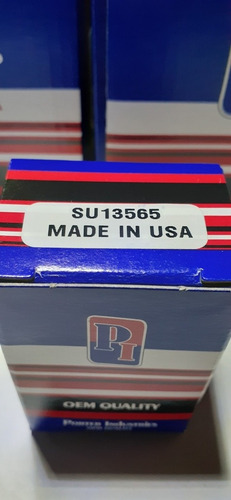 SU13565
MADE IN USA
PI
OEM QUALITY